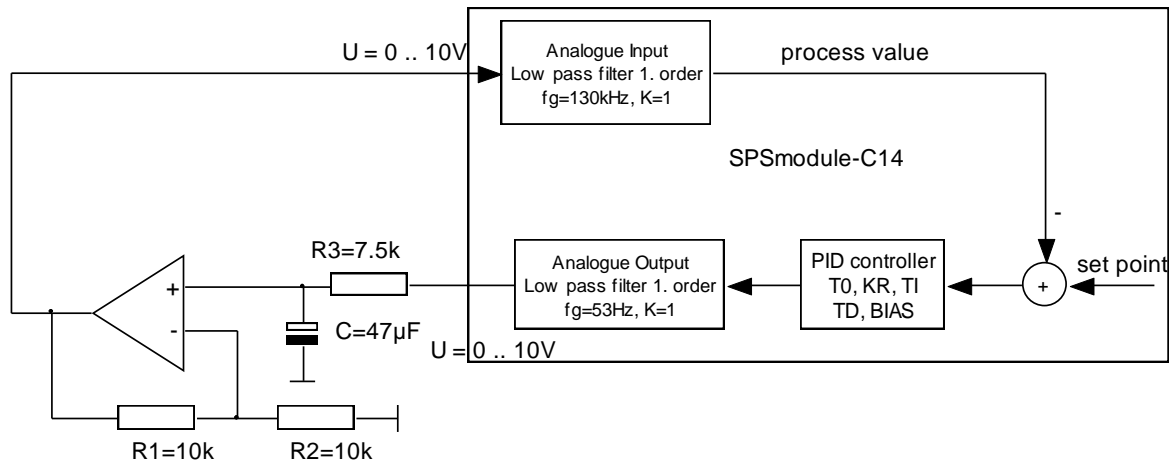 U = 0 .. 10V
Analogue Input
Low pass filter 1. order
fg=130kHz, K=1
process value
SPSmodule-C14
-
R3=7.5k
Analogue Output
Low pass filter 1. order
fg=53Hz, K=1
PID controller
T0, KR, TI
TD, BIAS
+
set point
+
-
C=47µF
U = 0 .. 10V
R1=10k
R2=10k